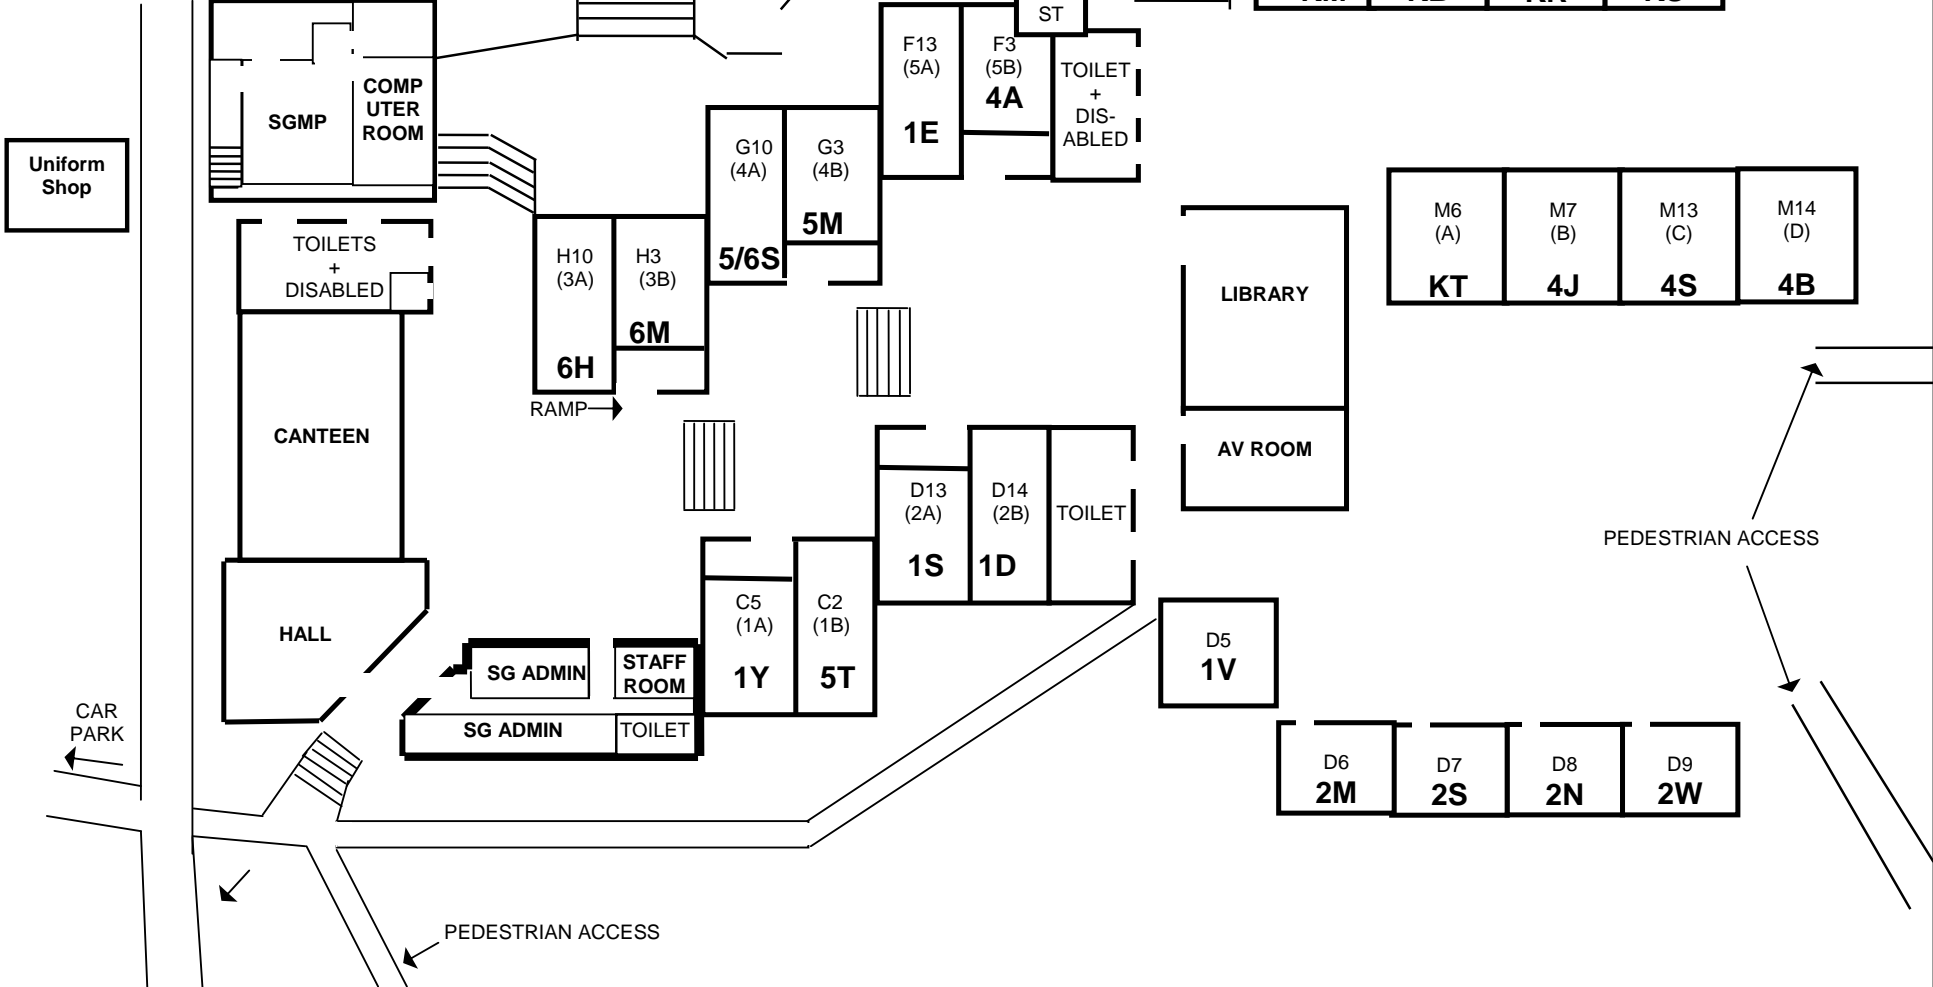 ST
F13
(5A)
1E
F3
(5B)
4A
TOILET
+
DIS-
ABLED
COMP
UTER
ROOM
SGMP
Uniform
Shop
G10
(4A)
5/6S
G3
(4B)
5M
TOILETS
+
DISABLED
H10
(3A)
6H
H3
(3B)
6M
RAMP
LIBRARY
M6
(A)
KT
M7
(B)
4J
M13
(C)
4S
M14
(D)
4B
CANTEEN
AV ROOM
D13
(2A)
1S
D14
(2B)
1D
TOILET
PEDESTRIAN ACCESS
HALL
C5
(1A)
1Y
C2
(1B)
5T
SG ADMIN
STAFF
ROOM
SG ADMIN
TOILET
D5
1V
CAR
PARK
D6
2M
D7
2S
D8
2N
D9
2W
PEDESTRIAN ACCESS